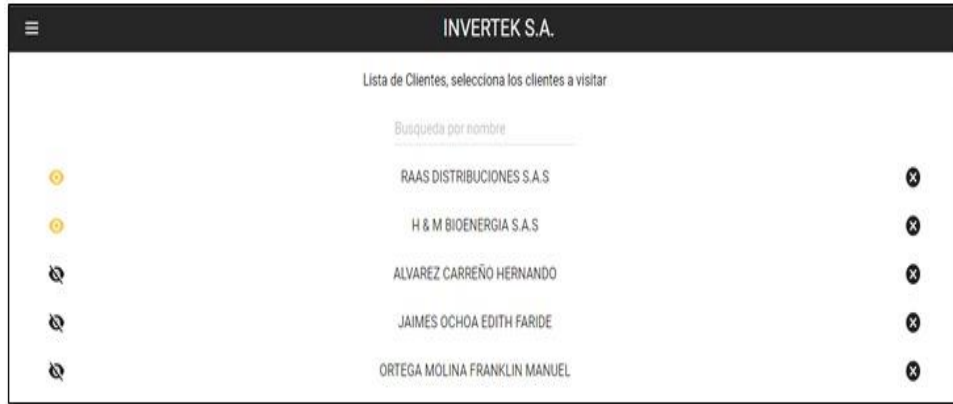 INVERTEK S.A.
Lista de Clientes, selecciona los clientes a visitar
Busqueda por nombre
RAAS DISTRIBUCIONES S.A.S
H & M BIOENERGIA S.A.S
ALVAREZ CARREÑO HERNANDO
JAIMES OCHOA EDITH FARIDE
ORTEGA MOLINA FRANKLIN MANUEL